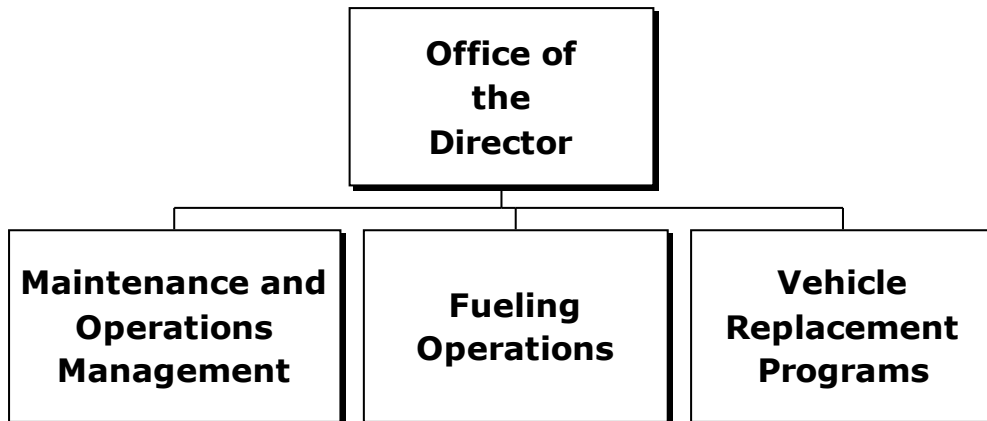 Office of
the
Director
Maintenance and
Operations
Management
Fueling
Operations
Vehicle
Replacement
Programs